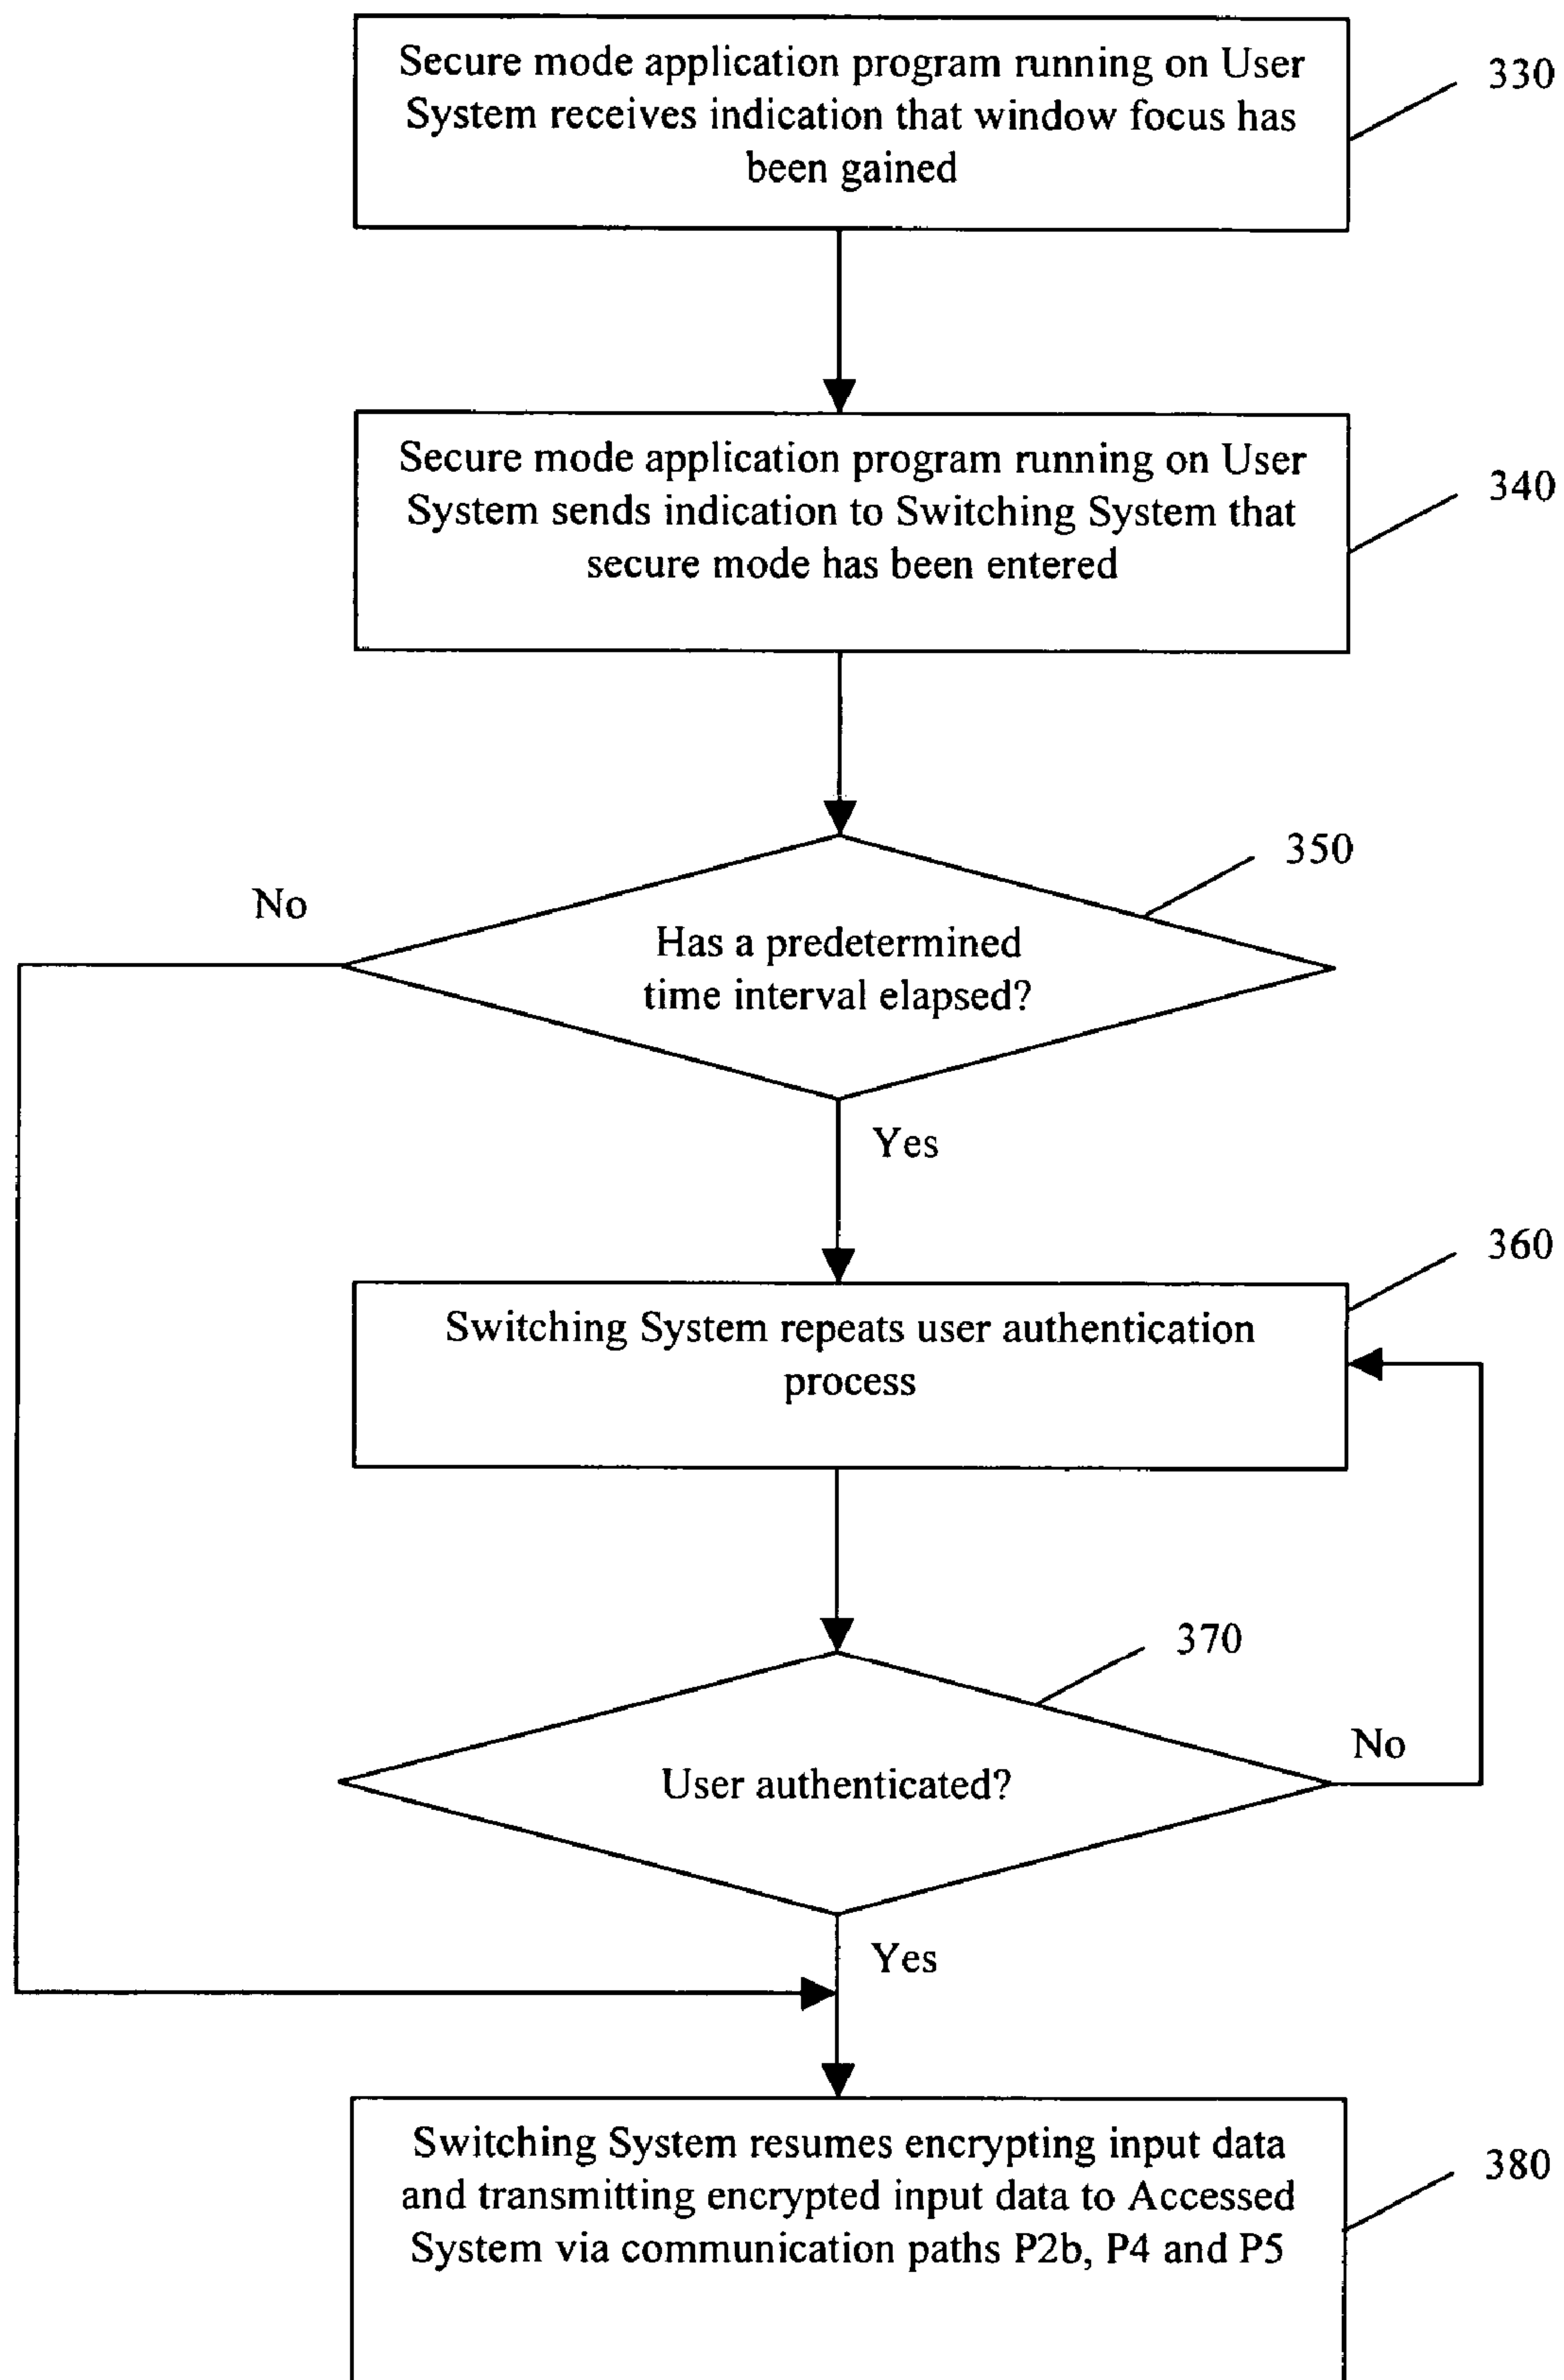 Secure mode application program running on User
System receives indication that window focus has
been gained
330
Secure mode application program running on User
System sends indication to Switching System that
secure mode has been entered
340
350
No
Has a predetermined
time interval elapsed?
Yes
360
Switching System repeats user authentication
process
370
No
User authenticated?
Yes
Switching System resumes encrypting input data
and transmitting encrypted input data to Accessed
System via communication paths P2b, P4 and P5
380